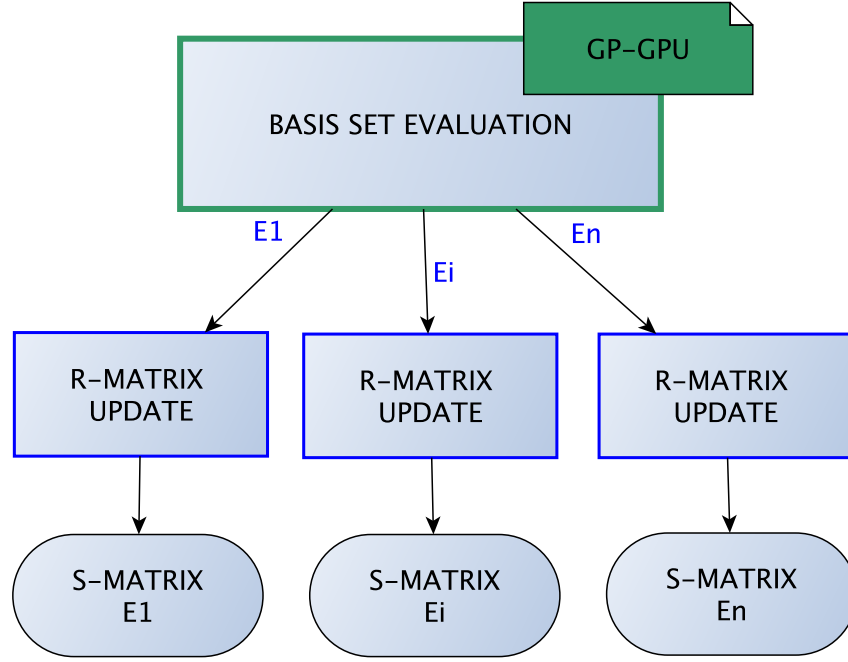 GP-GPU
BASIS SET EVALUATION
E1
Ei
En
R-MATRIX
UPDATE
R-MATRIX
UPDATE
R-MATRIX
UPDATE
S-MATRIX
E1
S-MATRIX
Ei
S-MATRIX
En